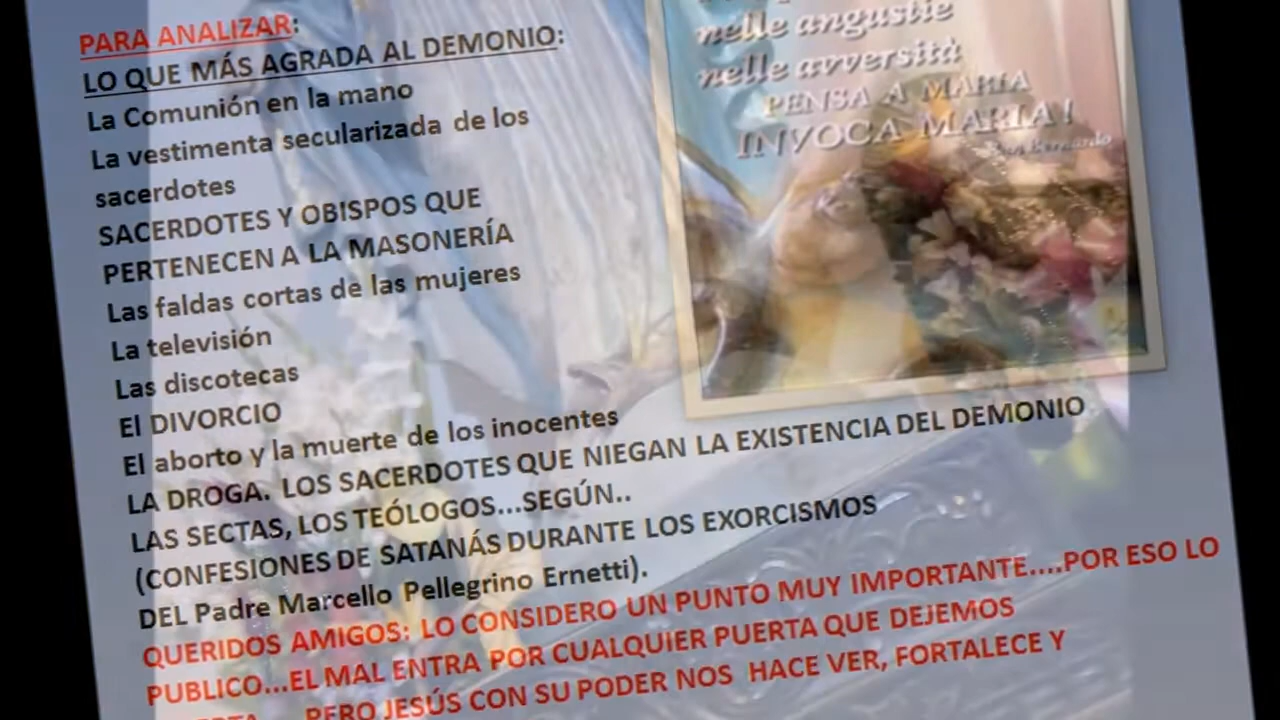 PARA ANALIZAR:
LO QUE MÁS AGRADA AL DEMONIO:
La Comunión en la mano
La vestimenta secularizada de los
sacerdotes
SACERDOTES Y OBISPOS QUE
PERTENECEN A LA MASONERÍA
Las faldas cortas de las mujeres
La televisión
Las discotecas
El DIVORCIO
El aborto y la muerte de los inocentes
LA DROGA. LOS SACERDOTES QUE NIEGAN LA EXISTENCIA DEL DEMONIO
LAS SECTAS, LOS TEÓLOGOS...SEGÚN..
(CONFESIONES DE SATANÁS DURANTE LOS EXORCISMOS
DEL Padre Marcello Pellegrino Ernetti).
QUERIDOS AMIGOS: LO CONSIDERO UN PUNTO MUY IMPORTANTE....POR ESO LO
PUBLICO...EL MAL ENTRA POR CUALQUIER PUERTA QUE DEJEMOS
PERO JESÚS CON SU PODER NOS HACE VER, FORTALECE Y
nelle angustie
nelle avversità
PENSA A MARIA
INVOCA MARIA!
San Bernardo